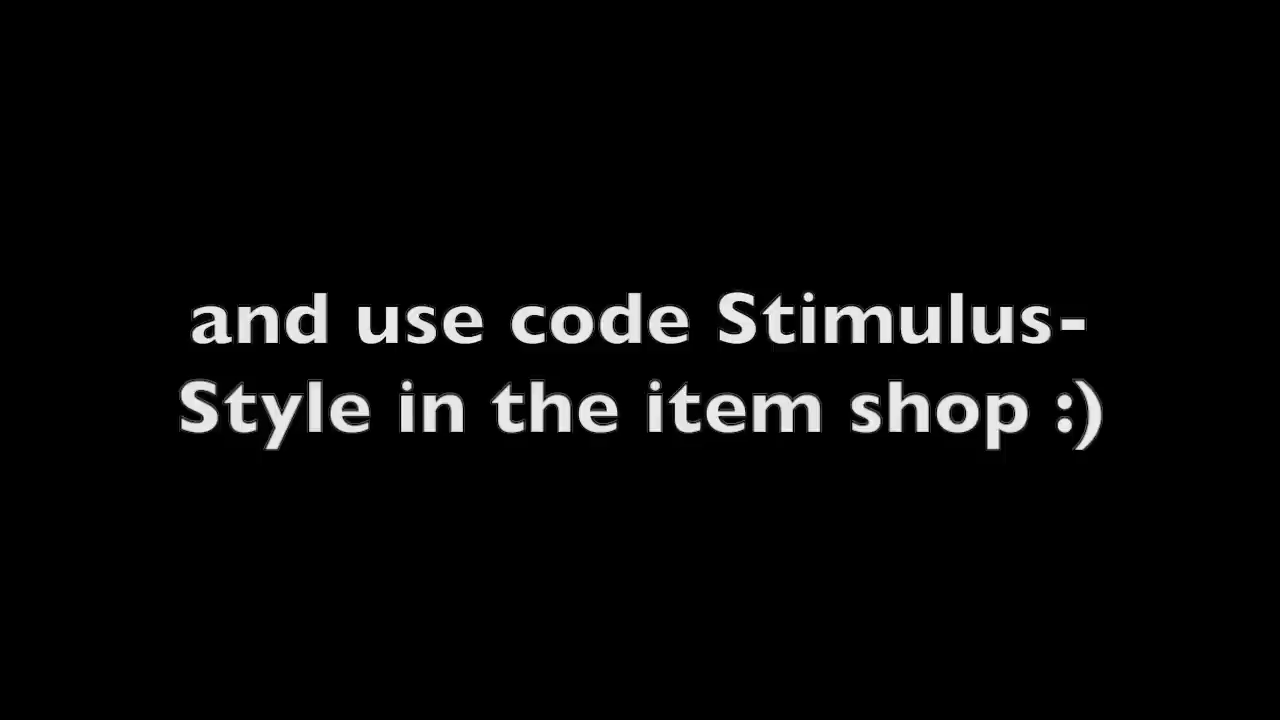 and use code Stimulus-
Style in the item shop :)